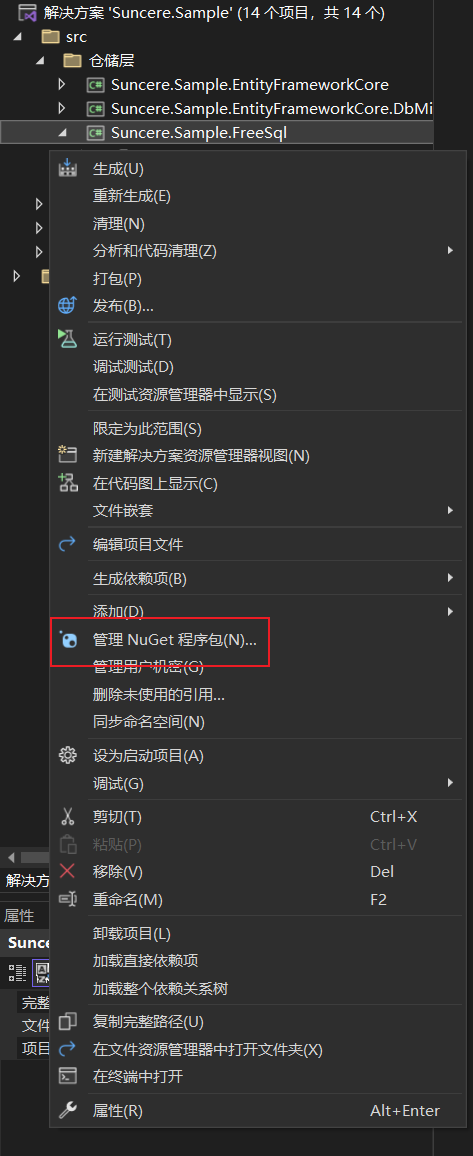 解决方案 'Suncere.Sample' (14 个项目，共 14 个)
src
仓储层
Suncere.Sample.EntityFrameworkCore
Suncere.Sample.EntityFrameworkCore.DbMi
Suncere.Sample.FreeSql
生成(U)
重新生成(E)
清理(N)
分析和代码清理(Z)
打包(P)
发布(B)...
运行测试(T)
调试测试(D)
在测试资源管理器中显示(S)
限定为此范围(S)
新建解决方案资源管理器视图(N)
在代码图上显示(C)
文件嵌套
编辑项目文件
生成依赖项(B)
添加(D)
管理 NuGet 程序包(N)...
管理用户机密(G)
删除未使用的引用...
同步命名空间(N)
设为启动项目(A)
调试(G)
剪切(T) Ctrl+X
粘贴(P) Ctrl+V
移除(V) Del
重命名(M) F2
卸载项目(L)
加载直接依赖项
加载整个依赖关系树
复制完整路径(U)
在文件资源管理器中打开文件夹(X)
在终端中打开
属性(R) Alt+Enter
解决方
属性
Sunce
完整
文件
项目